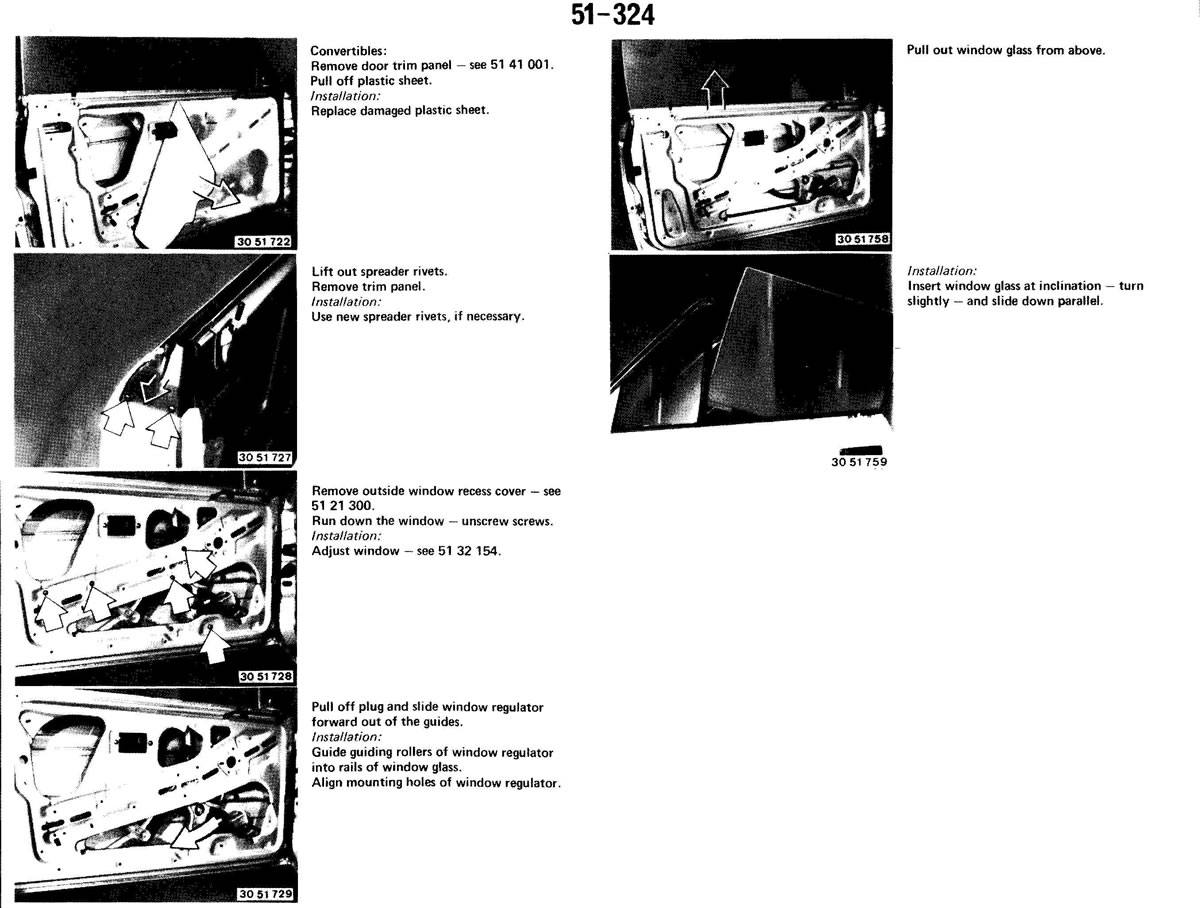 51-324
Convertibles:
Remove door trim panel — see 51 41 001.
Pull off plastic sheet.
Installation:
Replace damaged plastic sheet.
30 51 722
Lift out spreader rivets.
Remove trim panel.
Installation:
Use new spreader rivets, if necessary.
30 51 727
Remove outside window recess cover — see
51 21 300.
Run down the window — unscrew screws.
Installation:
Adjust window — see 51 32 154.
30 51 728
Pull off plug and slide window regulator
forward out of the guides.
Installation:
Guide guiding rollers of window regulator
into rails of window glass.
Align mounting holes of window regulator.
30 51 729
Pull out window glass from above.
30 51 758
Installation:
Insert window glass at inclination — turn
slightly — and slide down parallel.
30 51 759